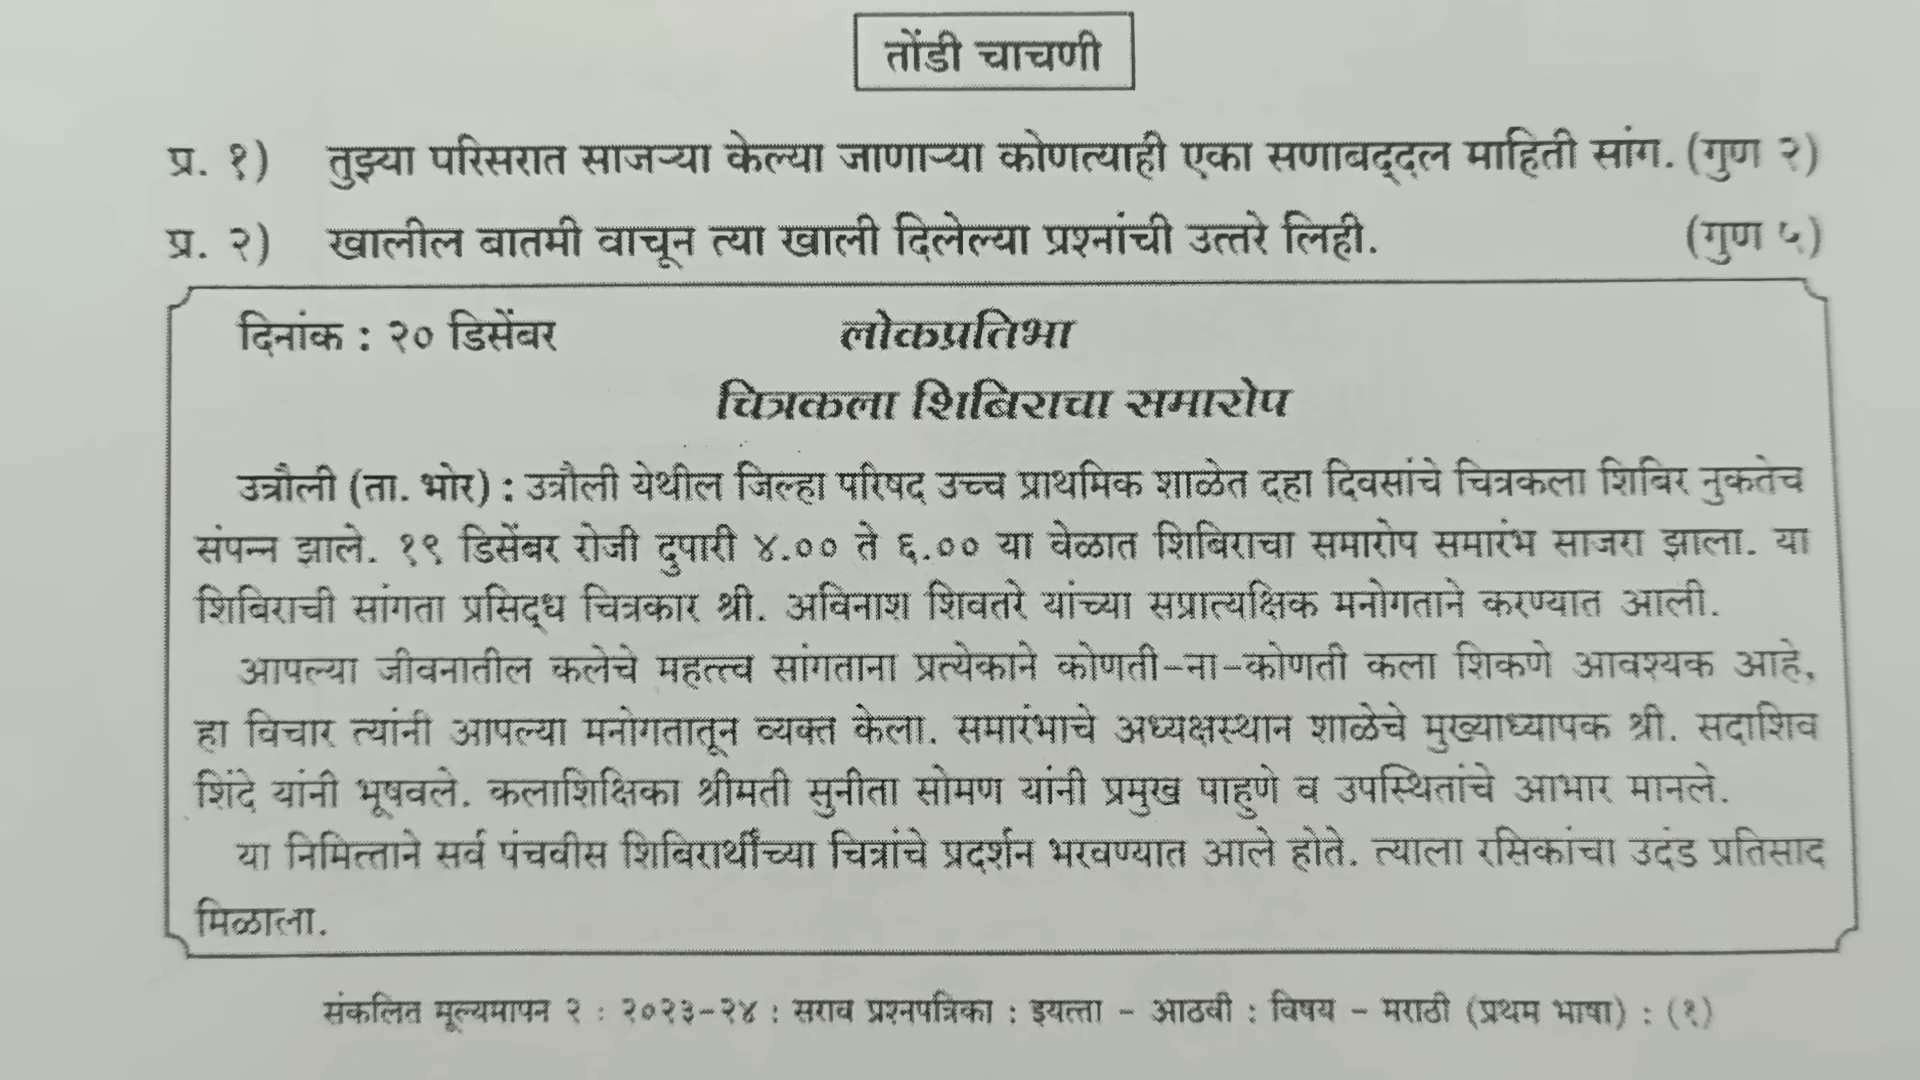 तोंडी चाचणी
प्र. १) तुझ्या परिसरात साजऱ्या केल्या जाणाऱ्या कोणत्याही एका सणाबद्दल माहिती सांग. (गुण २)
प्र. २) खालील बातमी वाचून त्या खाली दिलेल्या प्रश्नांची उत्तरे लिही. (गुण ५)
दिनांक : २० डिसेंबर लोकप्रतिभा
चित्रकला शिबिराचा समारोप
उत्रौली (ता. भोर) : उत्रौली येथील जिल्हा परिषद उच्च प्राथमिक शाळेत दहा दिवसांचे चित्रकला शिबिर नुकतेच
संपन्न झाले. १९ डिसेंबर रोजी दुपारी ४.०० ते ६.०० या वेळात शिबिराचा समारोप समारंभ साजरा झाला. या
शिबिराची सांगता प्रसिद्ध चित्रकार श्री. अविनाश शिवतरे यांच्या सप्रात्यक्षिक मनोगताने करण्यात आली.
आपल्या जीवनातील कलेचे महत्त्व सांगताना प्रत्येकाने कोणती-ना-कोणती कला शिकणे आवश्यक आहे,
हा विचार त्यांनी आपल्या मनोगतातून व्यक्त केला. समारंभाचे अध्यक्षस्थान शाळेचे मुख्याध्यापक श्री. सदाशिव
शिंदे यांनी भूषवले. कलाशिक्षिका श्रीमती सुनीता सोमण यांनी प्रमुख पाहुणे व उपस्थितांचे आभार मानले.
या निमित्ताने सर्व पंचवीस शिबिरार्थींच्या चित्रांचे प्रदर्शन भरवण्यात आले होते. त्याला रसिकांचा उदंड प्रतिसाद
मिळाला.
संकलित मूल्यमापन २ : २०२३-२४ : सराव प्रश्नपत्रिका : इयत्ता - आठवी : विषय - मराठी (प्रथम भाषा) : (१)